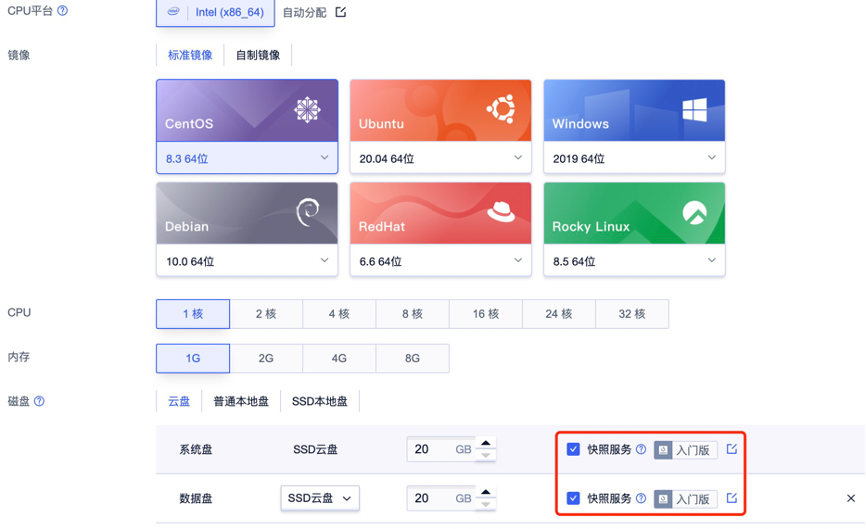 CPU平台 Intel (x86_64) 自动分配
镜像 标准镜像 自制镜像
CentOS Ubuntu Windows
8.3 64位 20.04 64位 2019 64位
Debian RedHat Rocky Linux
10.0 64位 6.6 64位 8.5 64位
CPU 1 核 2 核 4 核 8 核 16 核 24 核 32 核
内存 1G 2G 4G 8G
磁盘 云盘 普通本地盘 SSD本地盘
系统盘 SSD云盘 20 GB 快照服务 入门版
数据盘 SSD云盘 20 GB 快照服务 入门版